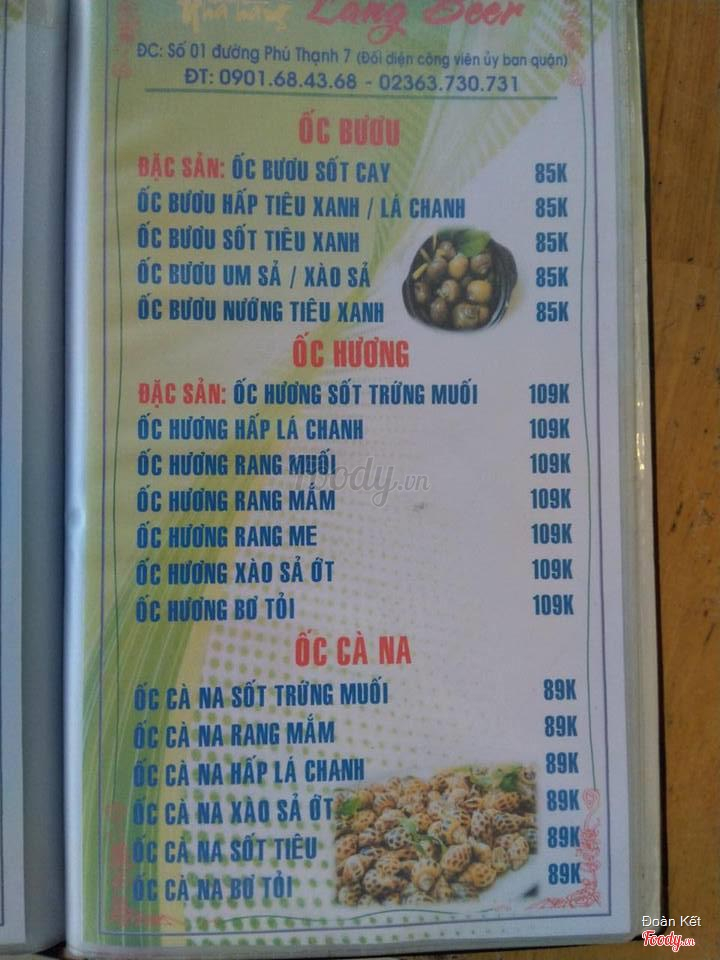 Nhà hàng Lang Beer
ĐC: Số 01 đường Phú Thạnh 7 (Đối diện công viên ủy ban quận)
ĐT: 0901.68.43.68 - 02363.730.731
ỐC BƯƠU
ĐẶC SẢN: ỐC BƯƠU SỐT CAY 85K
ỐC BƯƠU HẤP TIÊU XANH / LÁ CHANH 85K
ỐC BƯƠU SỐT TIÊU XANH 85K
ỐC BƯƠU UM SẢ / XÀO SẢ 85K
ỐC BƯƠU NƯỚNG TIÊU XANH 85K
ỐC HƯƠNG
ĐẶC SẢN: ỐC HƯƠNG SỐT TRỨNG MUỐI 109K
ỐC HƯƠNG HẤP LÁ CHANH 109K
ỐC HƯƠNG RANG MUỐI 109K
foody.vn
ỐC HƯƠNG RANG MẮM 109K
ỐC HƯƠNG RANG ME 109K
ỐC HƯƠNG XÀO SẢ ỚT 109K
ỐC HƯƠNG BƠ TỎI 109K
ỐC CÀ NA
ỐC CÀ NA SỐT TRỨNG MUỐI 89K
ỐC CÀ NA RANG MẮM 89K
ỐC CÀ NA HẤP LÁ CHANH 89K
ỐC CÀ NA XÀO SẢ ỚT 89K
ỐC CÀ NA SỐT TIÊU 89K
ỐC CÀ NA BƠ TỎI 89K
Đoàn Kết
Foody.vn